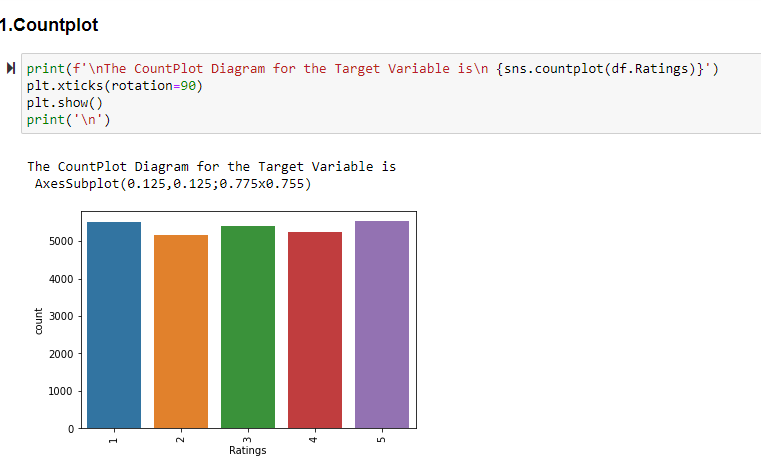 1.Countplot
print(f'\nThe CountPlot Diagram for the Target Variable is\n {sns.countplot(df.Ratings)}')
plt.xticks(rotation=90)
plt.show()
print('\n')
The CountPlot Diagram for the Target Variable is
AxesSubplot(0.125,0.125;0.775x0.755)
5000
4000
3000
2000
1000
0
count
1
2
3
4
5
Ratings